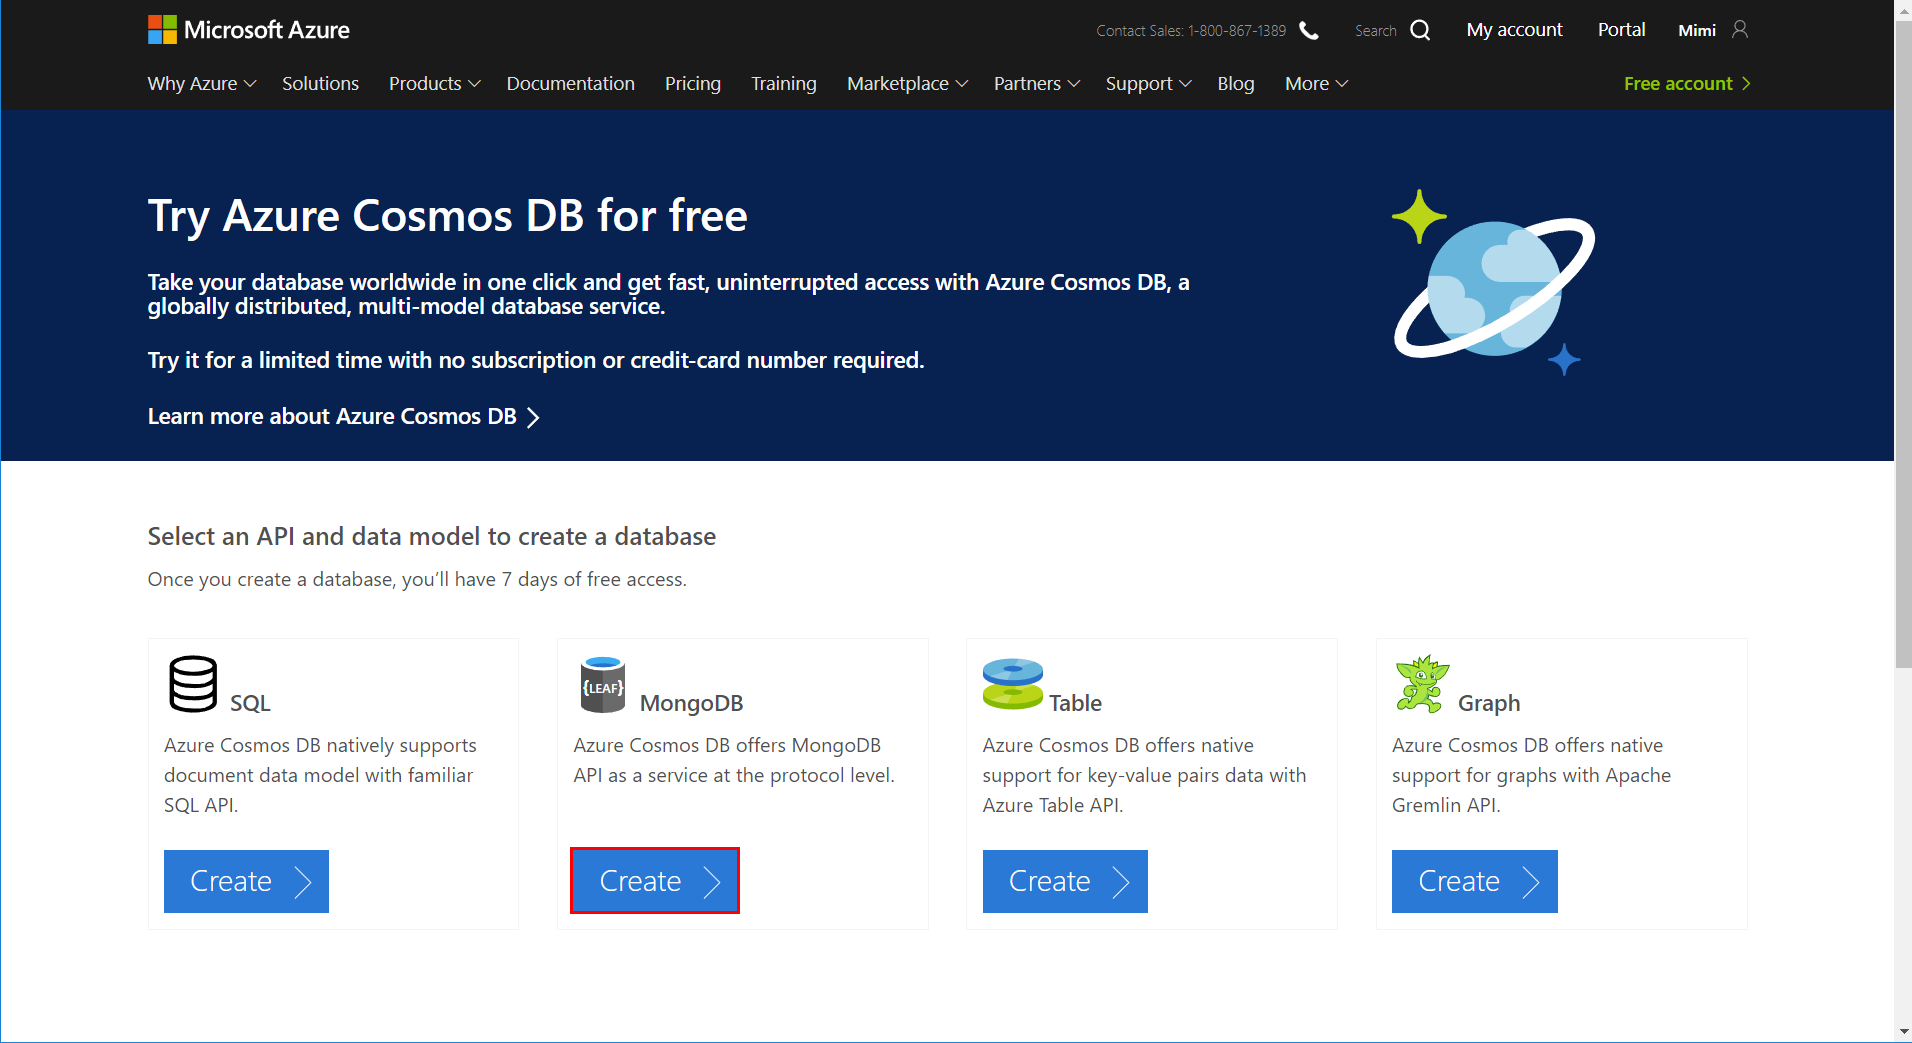 Microsoft Azure
Contact Sales: 1-800-867-1389
Search
My account
Portal
Mimi
Why Azure
Solutions
Products
Documentation
Pricing
Training
Marketplace
Partners
Support
Blog
More
Free account
Try Azure Cosmos DB for free
Take your database worldwide in one click and get fast, uninterrupted access with Azure Cosmos DB, a
globally distributed, multi-model database service.
Try it for a limited time with no subscription or credit-card number required.
Learn more about Azure Cosmos DB
Select an API and data model to create a database
Once you create a database, you’ll have 7 days of free access.
SQL
Azure Cosmos DB natively supports
document data model with familiar
SQL API.
Create
{LEAF}
MongoDB
Azure Cosmos DB offers MongoDB
API as a service at the protocol level.
Create
Table
Azure Cosmos DB offers native
support for key-value pairs data with
Azure Table API.
Create
Graph
Azure Cosmos DB offers native
support for graphs with Apache
Gremlin API.
Create